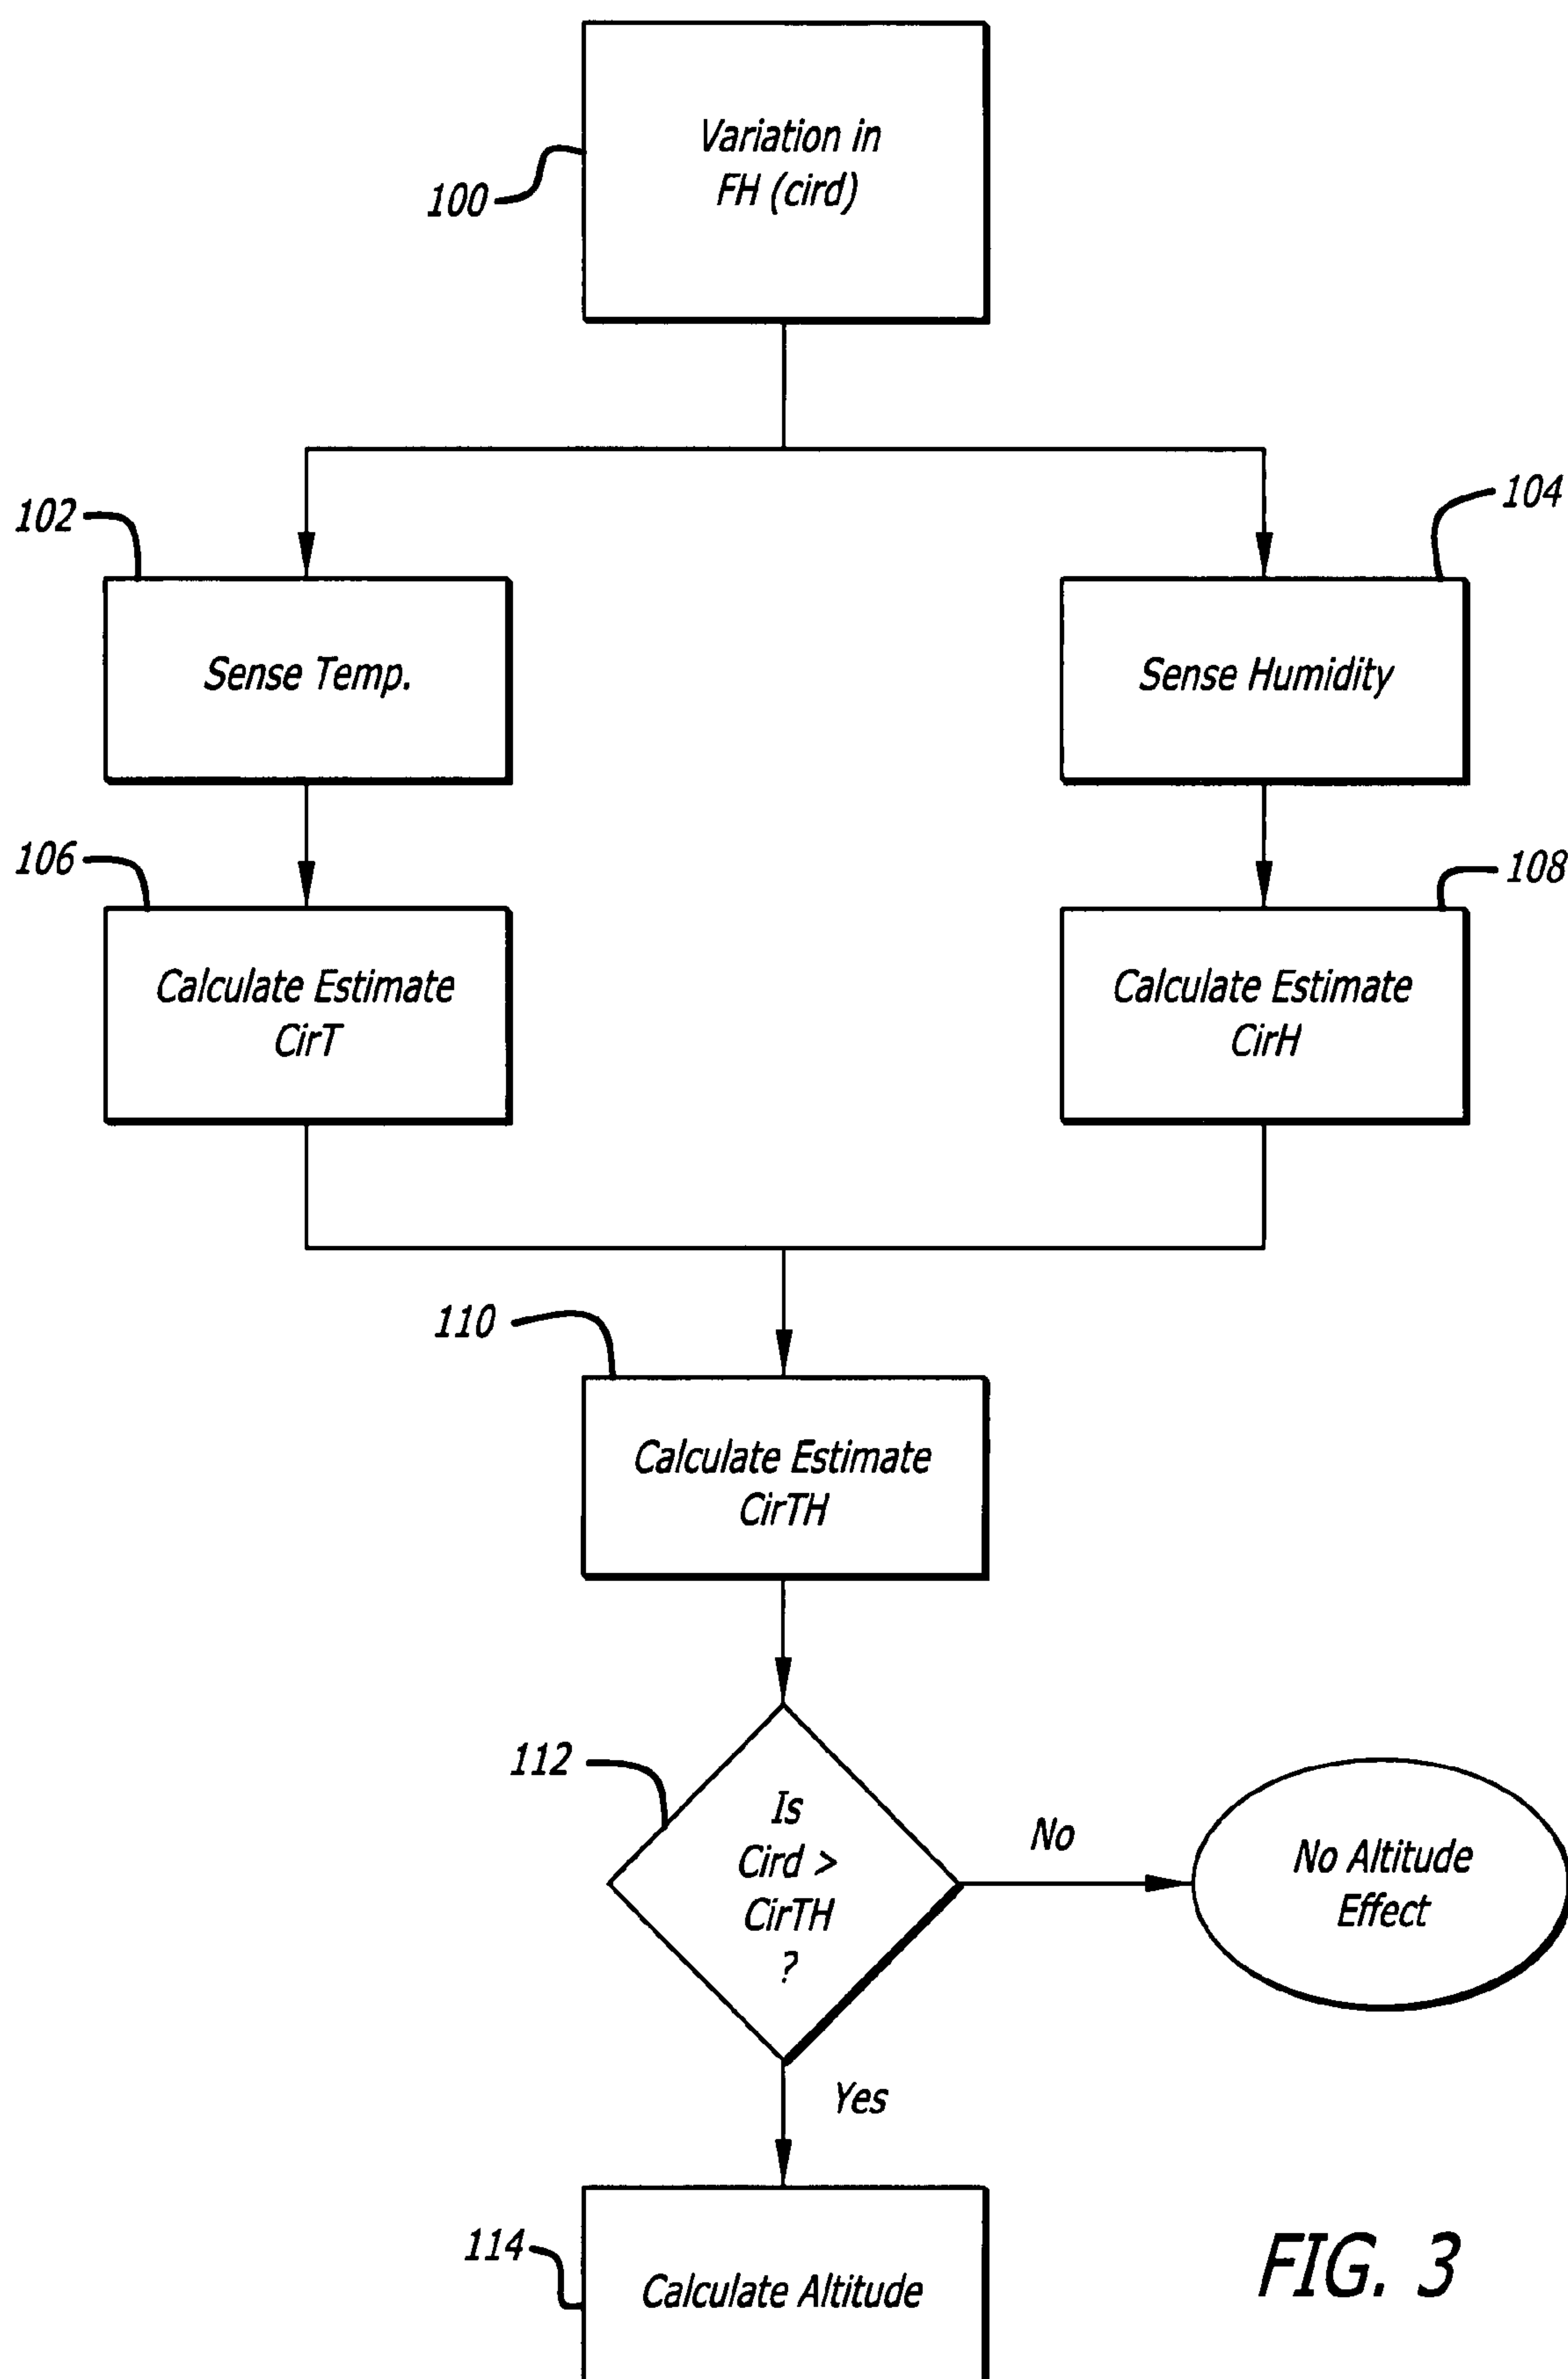 Variation in
FH (cird)
100
102
104
Sense Temp.
Sense Humidity
106
108
Calculate Estimate
CirT
Calculate Estimate
CirH
110
Calculate Estimate
CirTH
112
Is
Cird >
CirTH
?
No
No Altitude
Effect
Yes
114
Calculate Altitude
FIG. 3